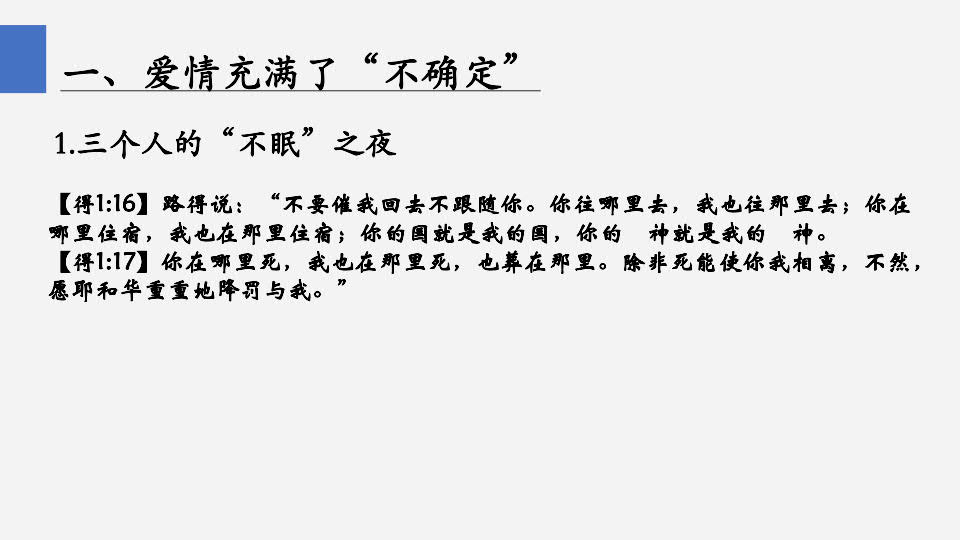 一、爱情充满了“不确定”
1.三个人的“不眠”之夜
【得1:16】路得说：“不要催我回去不跟随你。你往哪里去，我也往那里去；你在
哪里住宿，我也在那里住宿；你的国就是我的国，你的　神就是我的　神。
【得1:17】你在哪里死，我也在那里死，也葬在那里。除非死能使你我相离，不然，
愿耶和华重重地降罚与我。”